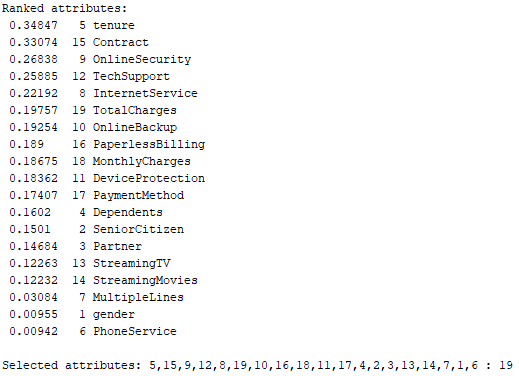 Ranked attributes:
0.34847 5 tenure
0.33074 15 Contract
0.26838 9 OnlineSecurity
0.25885 12 TechSupport
0.22192 8 InternetService
0.19757 19 TotalCharges
0.19254 10 OnlineBackup
0.189 16 PaperlessBilling
0.18675 18 MonthlyCharges
0.18362 11 DeviceProtection
0.17407 17 PaymentMethod
0.1602 4 Dependents
0.1501 2 SeniorCitizen
0.14684 3 Partner
0.12263 13 StreamingTV
0.12232 14 StreamingMovies
0.03084 7 MultipleLines
0.00955 1 gender
0.00942 6 PhoneService
Selected attributes: 5,15,9,12,8,19,10,16,18,11,17,4,2,3,13,14,7,1,6 : 19